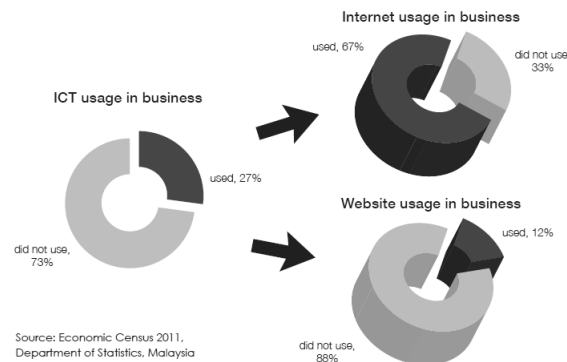 Internet usage in business
used, 67%
did not use
33%
ICT usage in business
used, 27%
did not use,
73%
Website usage in business
used, 12%
did not use,
88%
Source: Economic Census 2011,
Department of Statistics, Malaysia